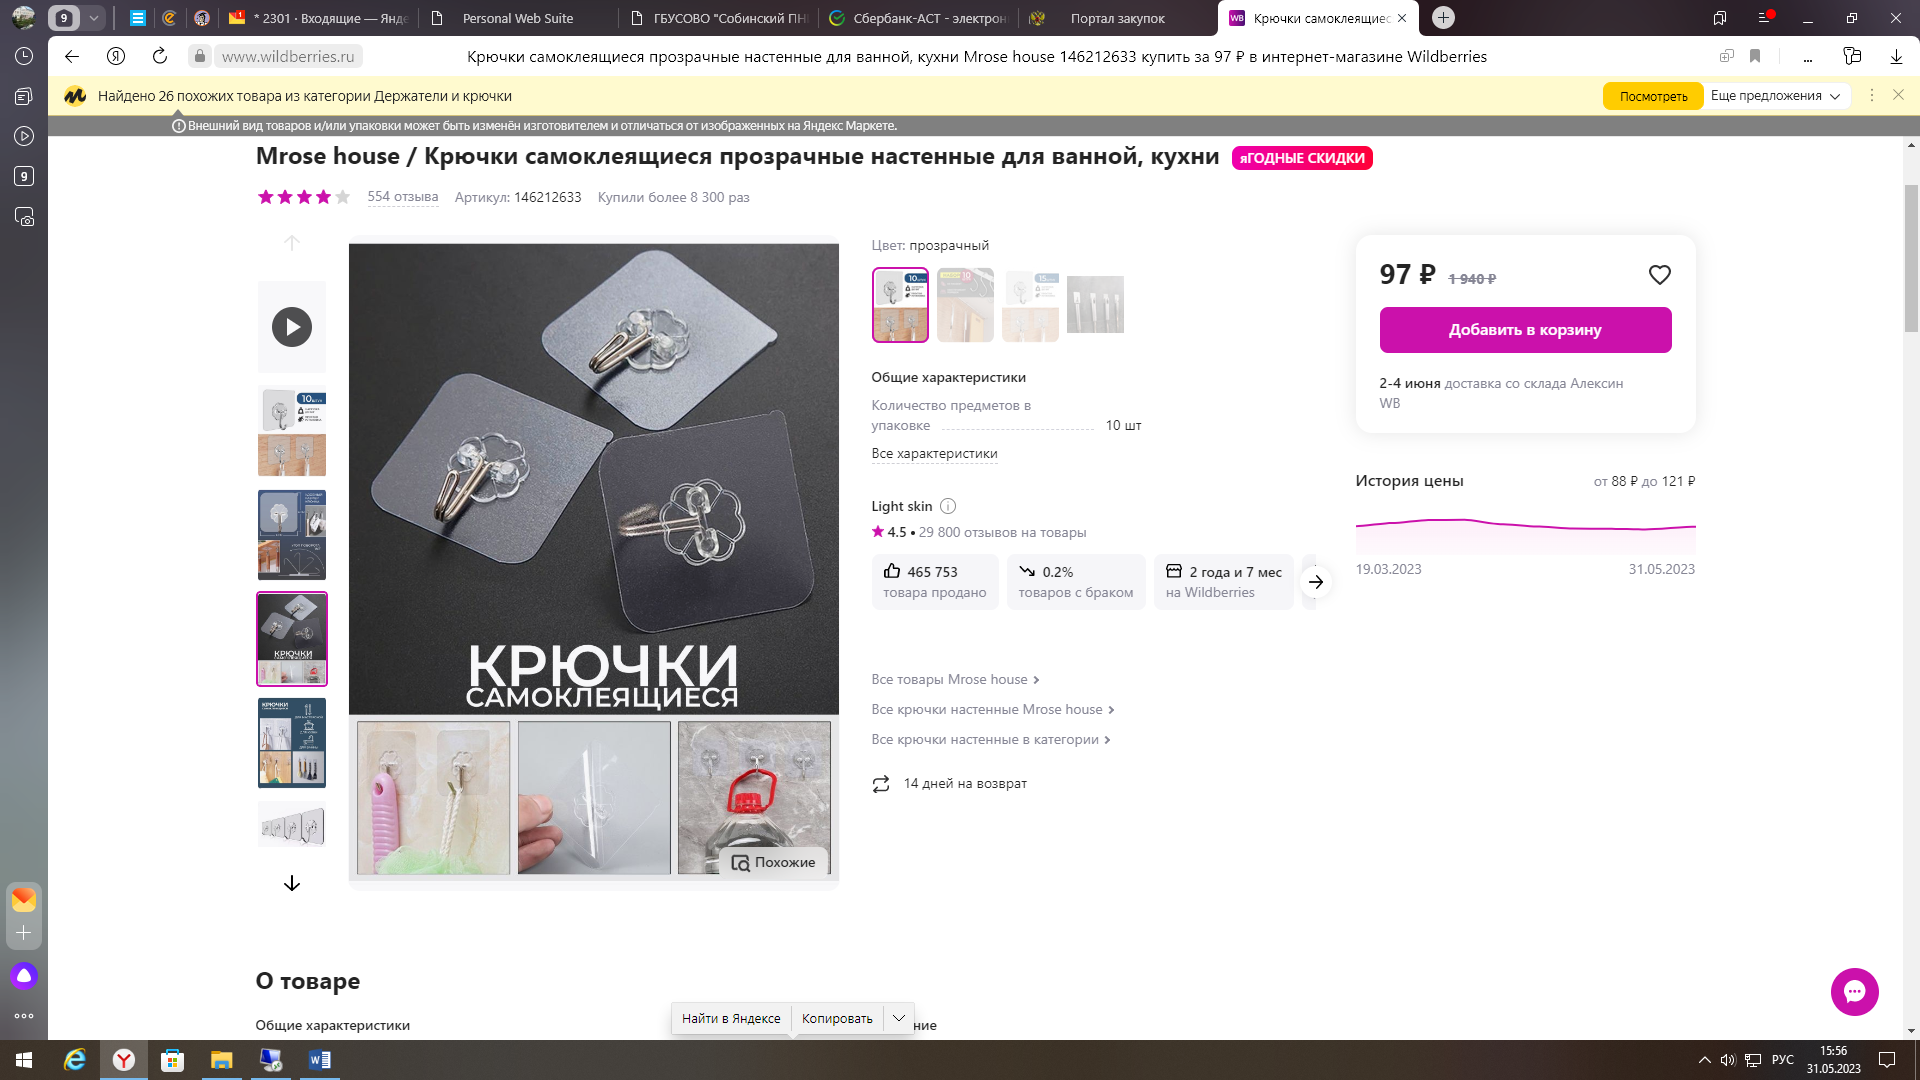 9
* 2301 · Входящие — Янде
Personal Web Suite
ГБУСОВО "Собинский ПН
Сбербанк-АСТ - электрон
Портал закупок
WB
Крючки самоклеящиес
www.wildberries.ru
Крючки самоклеящиеся прозрачные настенные для ванной, кухни Mrose house 146212633 купить за 97 ₽ в интернет-магазине Wildberries
Найдено 26 похожих товара из категории Держатели и крючки
Посмотреть
Еще предложения
Внешний вид товаров и/или упаковки может быть изменён изготовителем и отличаться от изображенных на Яндекс Маркете.
9
Mrose house / Крючки самоклеящиеся прозрачные настенные для ванной, кухни
яГОДНЫЕ СКИДКИ
554 отзыва
Артикул: 146212633
Купили более 8 300 раз
КРЮЧКИ
САМОКЛЕЯЩИЕСЯ
Похожие
Цвет: прозрачный
Общие характеристики
Количество предметов в
упаковке
10 шт
Все характеристики
Light skin
4.5 • 29 800 отзывов на товары
465 753
товара продано
0.2%
товаров с браком
2 года и 7 мес
на Wildberries
Все товары Mrose house
Все крючки настенные Mrose house
Все крючки настенные в категории
14 дней на возврат
97 ₽
1 940 ₽
Добавить в корзину
2-4 июня доставка со склада Алексин
WB
История цены
от 88 ₽ до 121 ₽
19.03.2023
31.05.2023
О товаре
Общие характеристики
Найти в Яндексе
Копировать
ние
РУС
15:56
31.05.2023